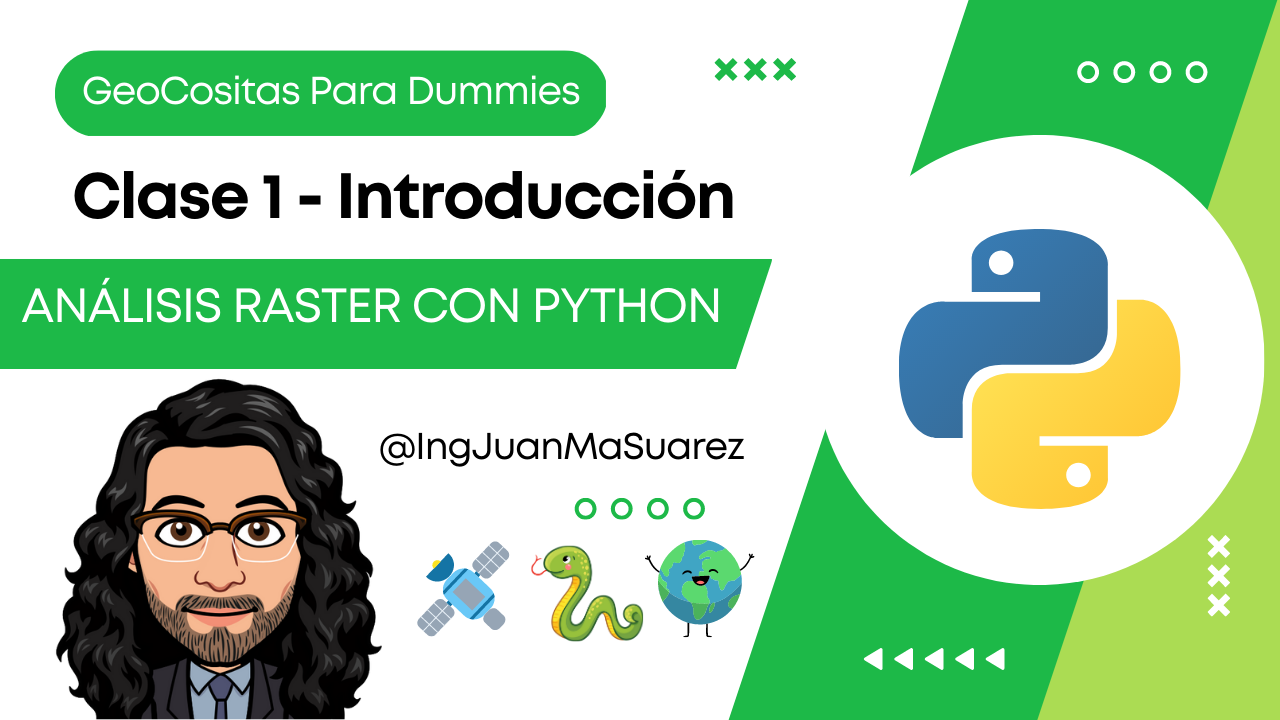 GeoCositas Para Dummies
Clase 1 - Introducción
ANÁLISIS RASTER CON PYTHON
@IngJuanMaSuarez